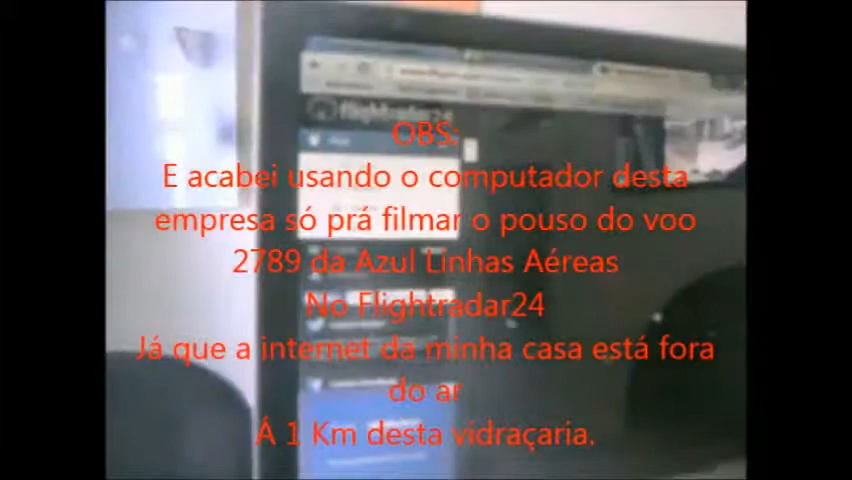 flightradar24
OBS:
E acabei usando o computador desta
empresa só prá filmar o pouso do voo
2789 da Azul Linhas Aéreas
No Flightradar24
Já que a internet da minha casa está fora
do ar
Á 1 Km desta vidraçaria.